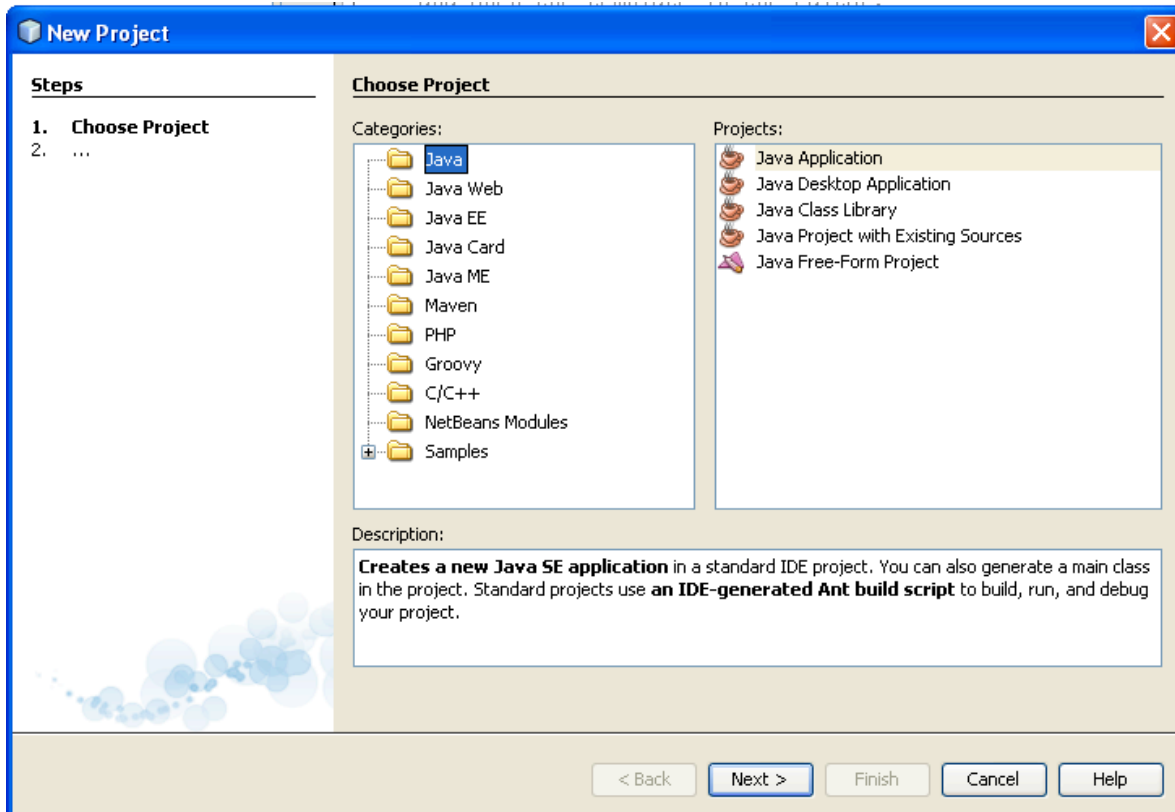 New Project
Steps
1. Choose Project
2. ...
Choose Project
Categories:
Java
Java Web
Java EE
Java Card
Java ME
Maven
PHP
Groovy
C/C++
NetBeans Modules
Samples
Projects:
Java Application
Java Desktop Application
Java Class Library
Java Project with Existing Sources
Java Free-Form Project
Description:
Creates a new Java SE application in a standard IDE project. You can also generate a main class
in the project. Standard projects use an IDE-generated Ant build script to build, run, and debug
your project.
< Back
Next >
Finish
Cancel
Help